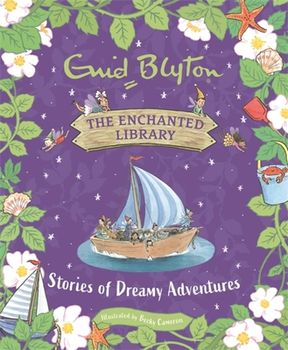 Enid Blyton
THE ENCHANTED
LIBRARY
Stories of Dreamy Adventures
Illustrated by Becky Cameron